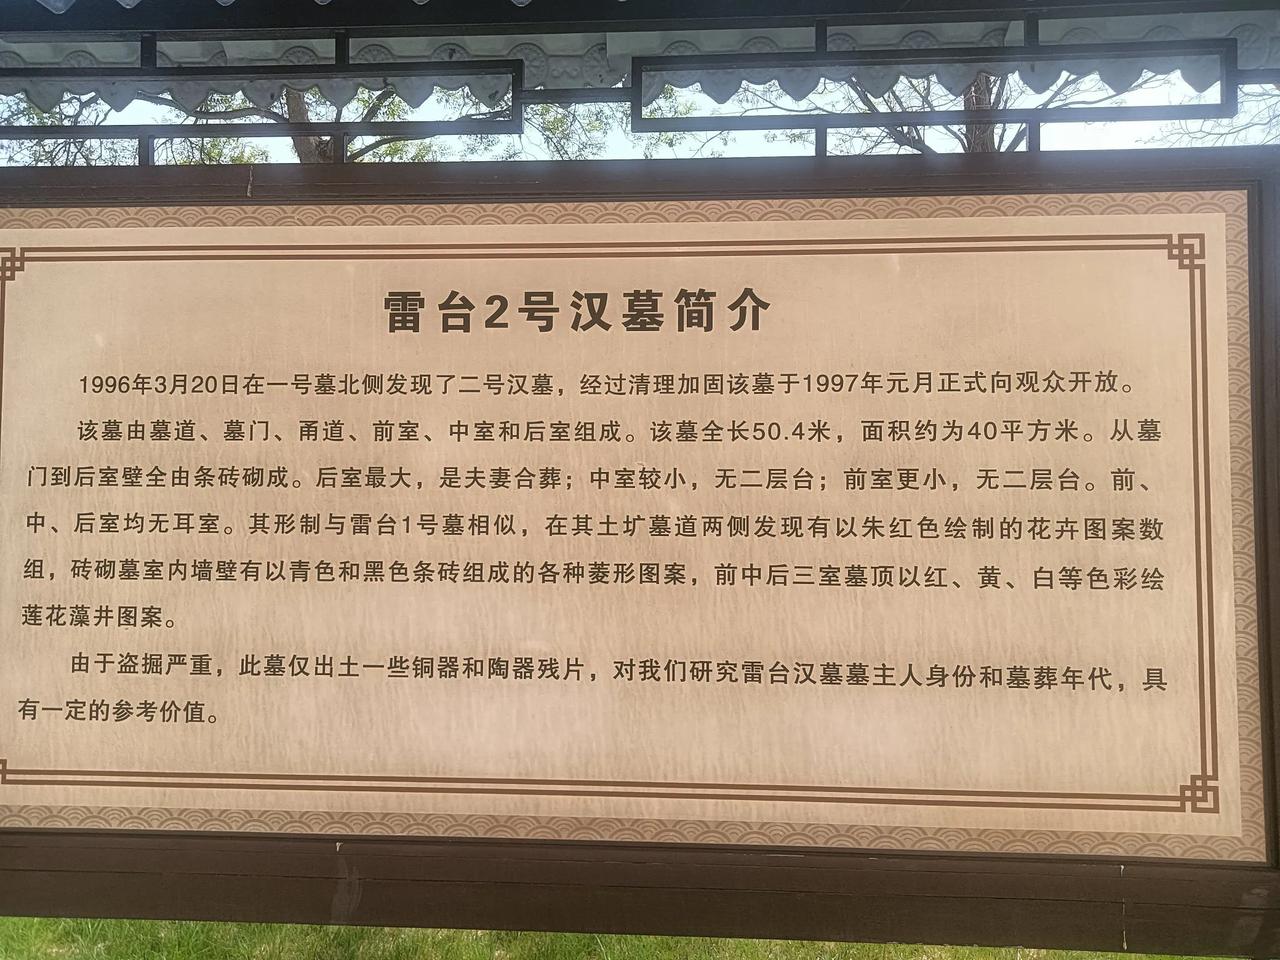 雷台2号汉墓简介
1996年3月20日在一号墓北侧发现了二号汉墓，经过清理加固该墓于1997年元月正式向观众开放。
该墓由墓道、墓门、甬道、前室、中室和后室组成。该墓全长50.4米，面积约为40平方米。从墓
门到后室壁全由条砖砌成。后室最大，是夫妻合葬；中室较小，无二层台；前室更小，无二层台。前、
中、后室均无耳室。其形制与雷台1号墓相似，在其土圹墓道两侧发现有以朱红色绘制的花卉图案数
组，砖砌墓室内墙壁有以青色和黑色条砖组成的各种菱形图案，前中后三室墓顶以红、黄、白等色彩绘
莲花藻井图案。
由于盗掘严重，此墓仅出土一些铜器和陶器残片，对我们研究雷台汉墓墓主人身份和墓葬年代，具
有一定的参考价值。